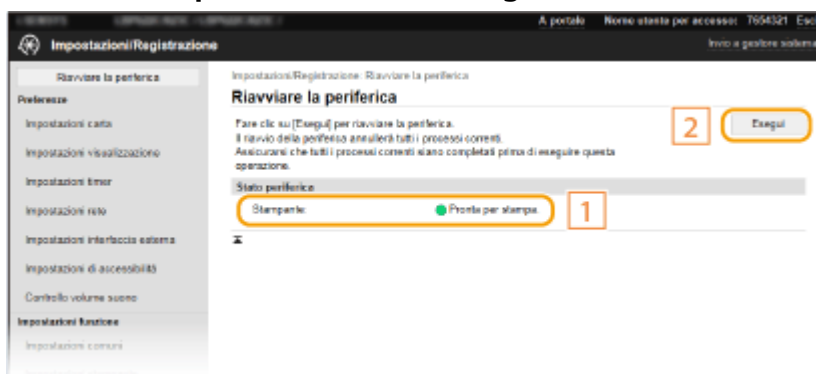 A portale Nome utente per accesso: 7654321
Impostazioni/Registrazione
Invio a gestore sistema
Riavviare la periferica
Preferenze
Impostazioni carta
Impostazioni visualizzazione
Impostazioni timer
Impostazioni rete
Impostazioni interfaccia esterna
Impostazioni di accessibilità
Controllo volume suono
Impostazioni funzione
Impostazioni comuni
Impostazioni/Registrazione: Riavviare la periferica
Riavviare la periferica
Fare clic su [Esegui] per riavviare la periferica.
Il riavvio della periferica annullerà tutti i processi correnti.
Assicurarsi che tutti i processi correnti siano completati prima di eseguire questa
operazione.
2 Esegui
Stato periferica
Stampante: Pronta per stampa. 1